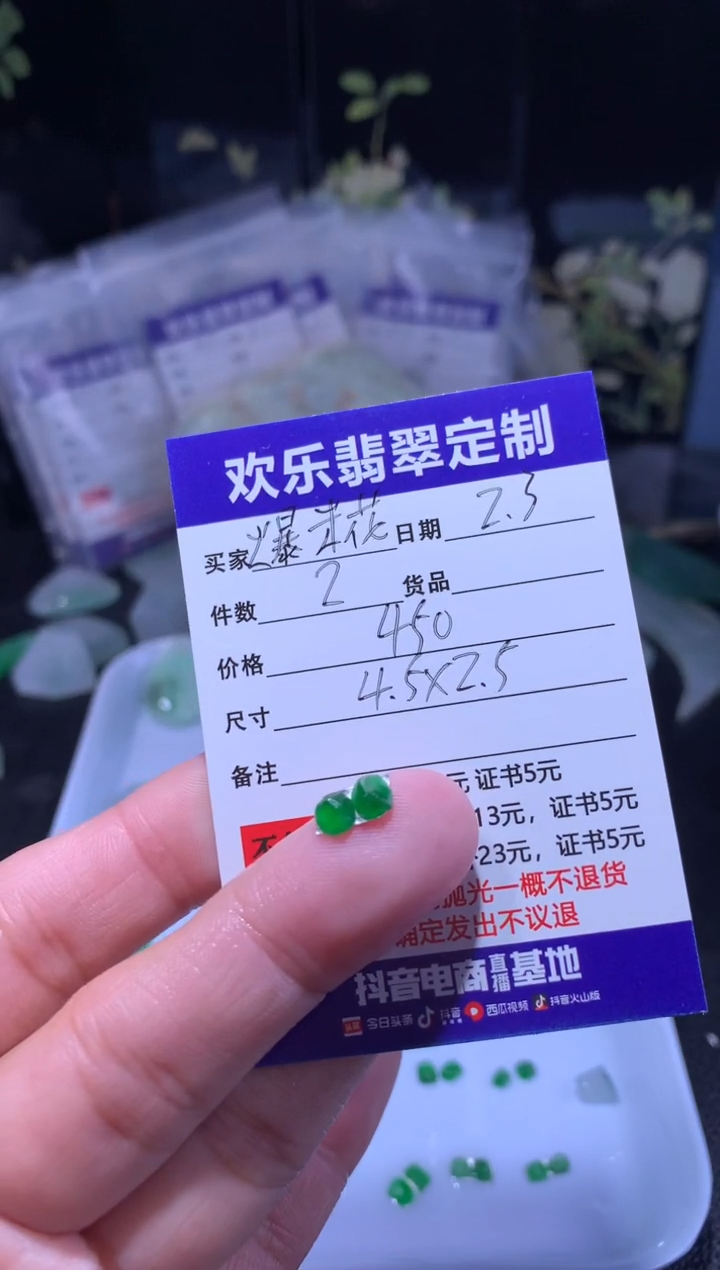 欢乐翡翠定制
买家 爆米花 日期 2.3
件数 2 货品
价格 450
尺寸 4.5×2.5
备注
元 证书5元
13元，证书5元
23元，证书5元
抛光一概不退货
确定发出不议退
抖音电商直播基地
今日头条 抖音 西瓜视频 抖音火山版